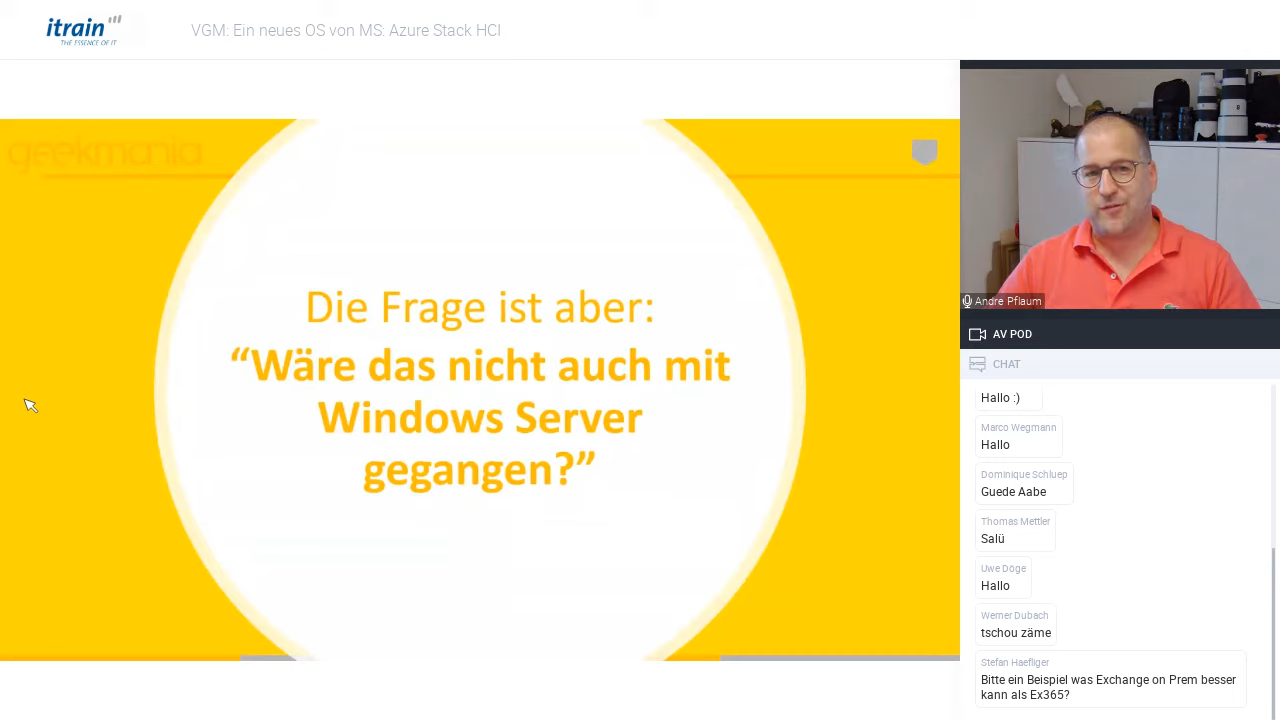 itrain
THE ESSENCE OF IT
VGM: Ein neues OS von MS: Azure Stack HCI
geekmania
Die Frage ist aber:
“Wäre das nicht auch mit
Windows Server
gegangen?”
Andre Pflaum
AV POD
CHAT
Hallo :)
Marco Wegmann
Hallo
Dominique Schluep
Guede Aabe
Thomas Mettler
Salü
Uwe Döge
Hallo
Werner Dubach
tschou zäme
Stefan Haefliger
Bitte ein Beispiel was Exchange on Prem besser
kann als Ex365?